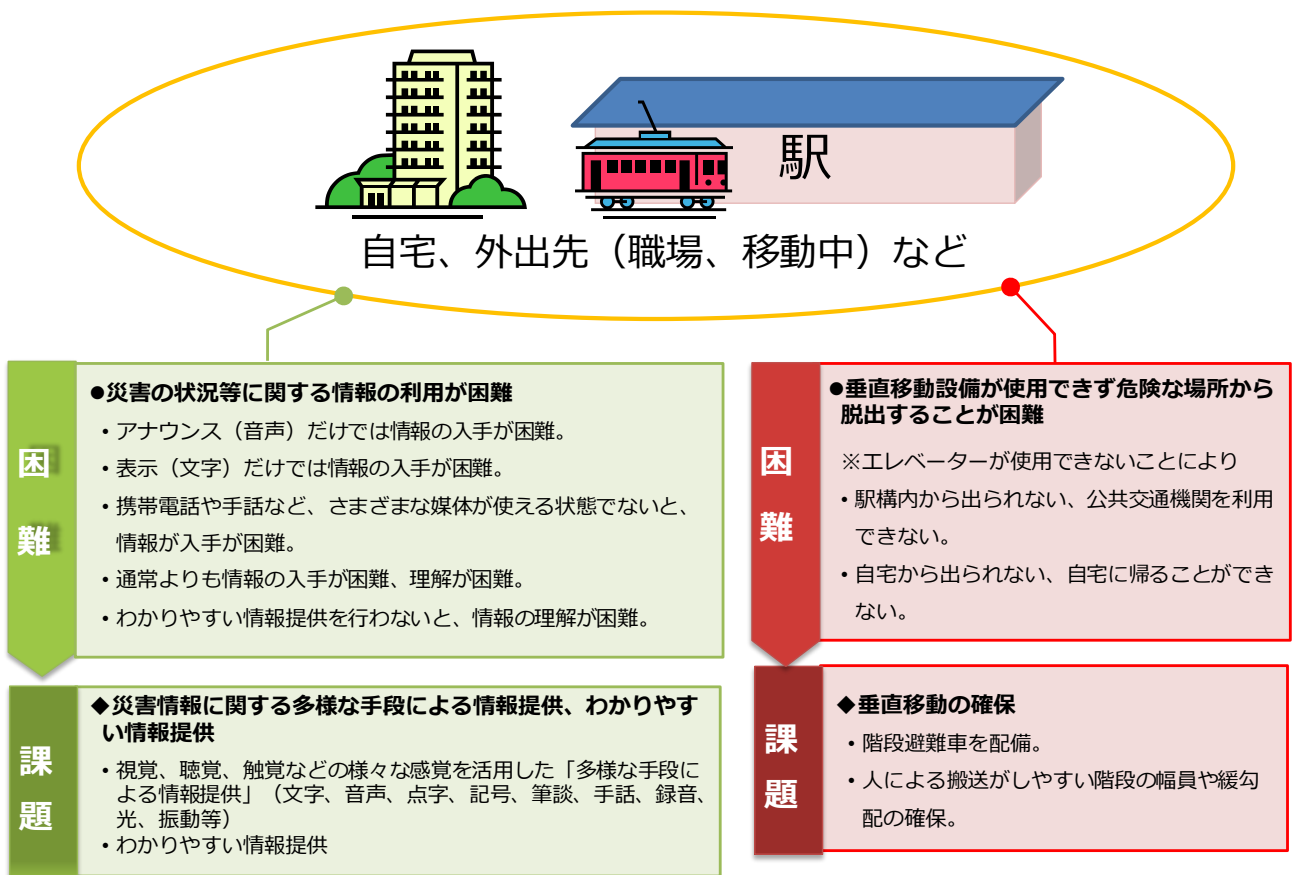 駅
自宅、外出先（職場、移動中）など
困
難
●災害の状況等に関する情報の利用が困難
・アナウンス（音声）だけでは情報の入手が困難。
・表示（文字）だけでは情報の入手が困難。
・携帯電話や手話など、さまざまな媒体が使える状態でないと、
情報が入手が困難。
・通常よりも情報の入手が困難、理解が困難。
・わかりやすい情報提供を行わないと、情報の理解が困難。
課
題
◆災害情報に関する多様な手段による情報提供、わかりやす
い情報提供
・視覚、聴覚、触覚などの様々な感覚を活用した「多様な手段に
よる情報提供」（文字、音声、点字、記号、筆談、手話、録音、
光、振動等）
・わかりやすい情報提供
困
難
●垂直移動設備が使用できず危険な場所から
脱出することが困難
※エレベーターが使用できないことにより
・駅構内から出られない、公共交通機関を利用
できない。
・自宅から出られない、自宅に帰ることができ
ない。
課
題
◆垂直移動の確保
・階段避難車を配備。
・人による搬送がしやすい階段の幅員や緩勾
配の確保。